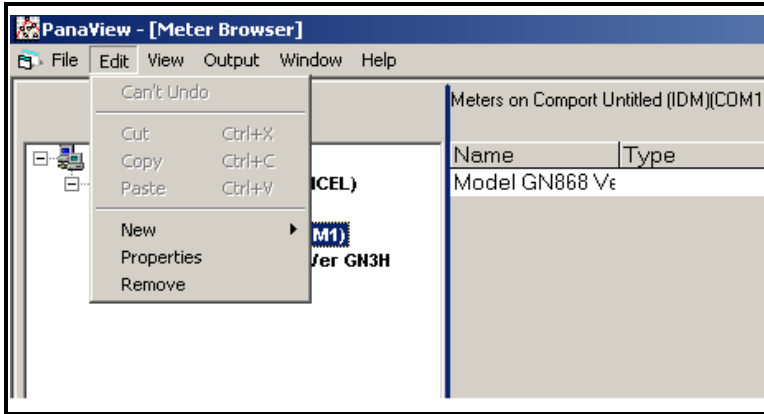 PanaView - [Meter Browser]
File Edit View Output Window Help
Can't Undo
Cut Ctrl+X
Copy Ctrl+C
Paste Ctrl+V
New
Properties
Remove
ICEL)
M1)
Ver GN3H
Meters on Comport Untitled (IDM)(COM1
Name Type
Model GN868 Ve